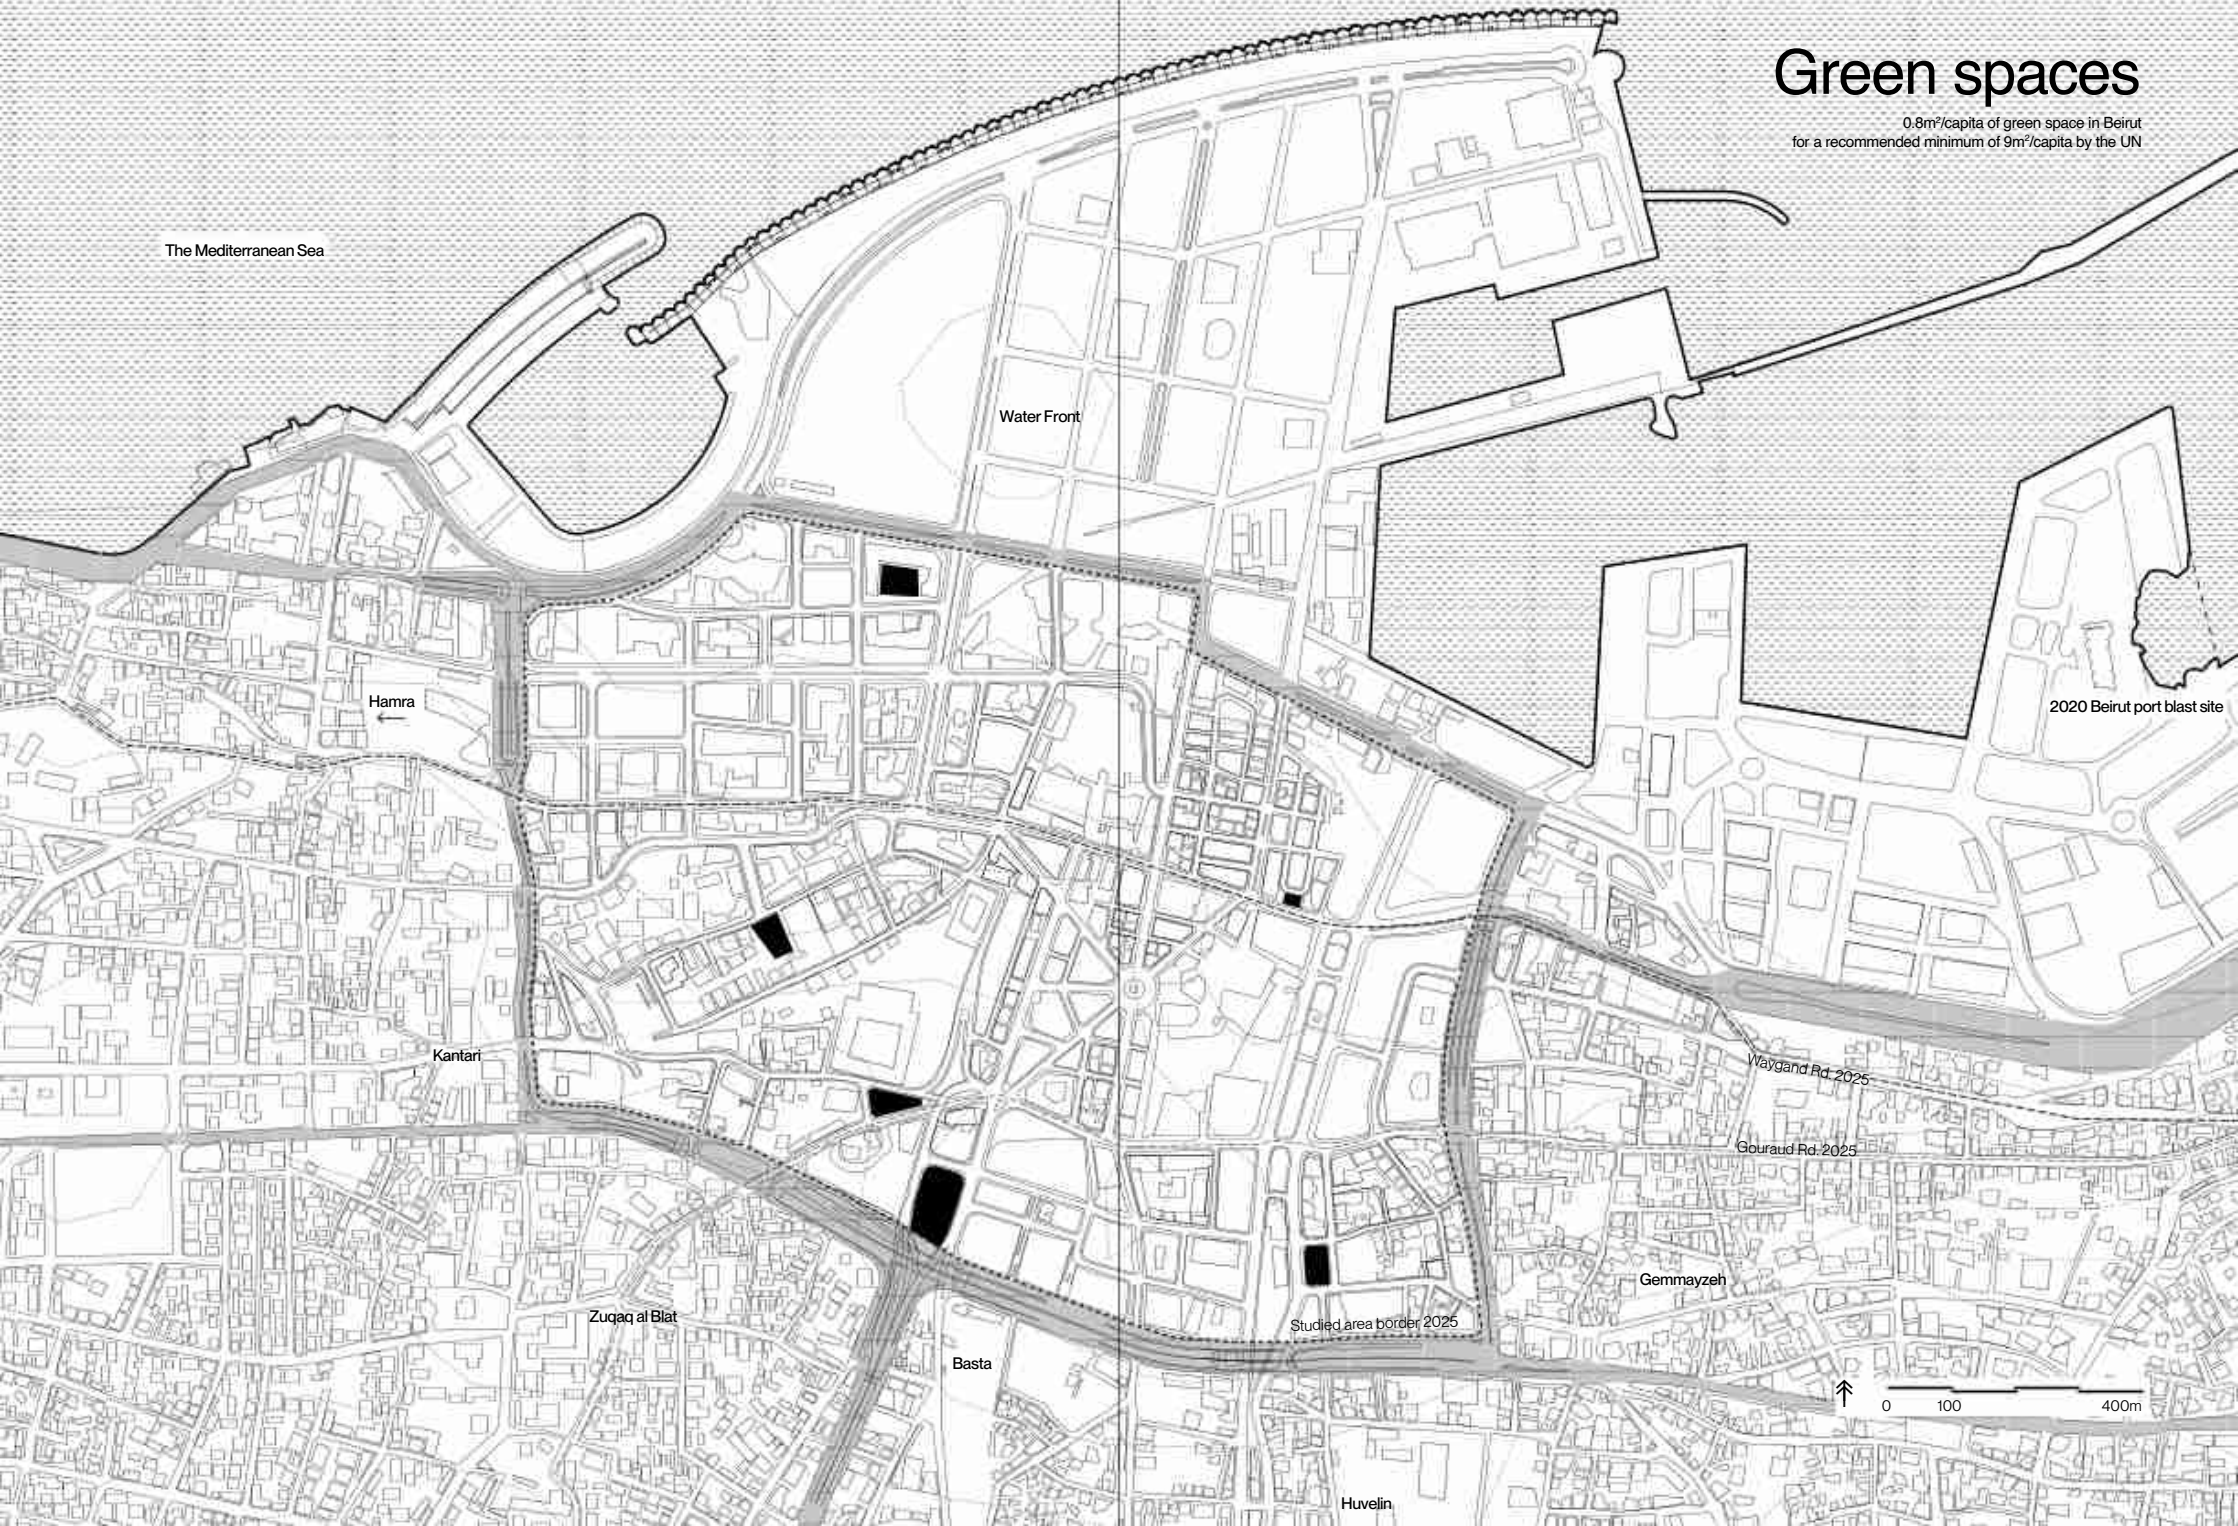 Green spaces
0.8m²/capita of green space in Beirut
for a recommended minimum of 9m²/capita by the UN
The Mediterranean Sea
Water Front
Hamra
2020 Beirut port blast site
Kantari
Waygand Rd. 2025
Gouraud Rd. 2025
Gemmayzeh
Zuqaq al Blat
Studied area border 2025
Basta
0 100 400m
Huvelin